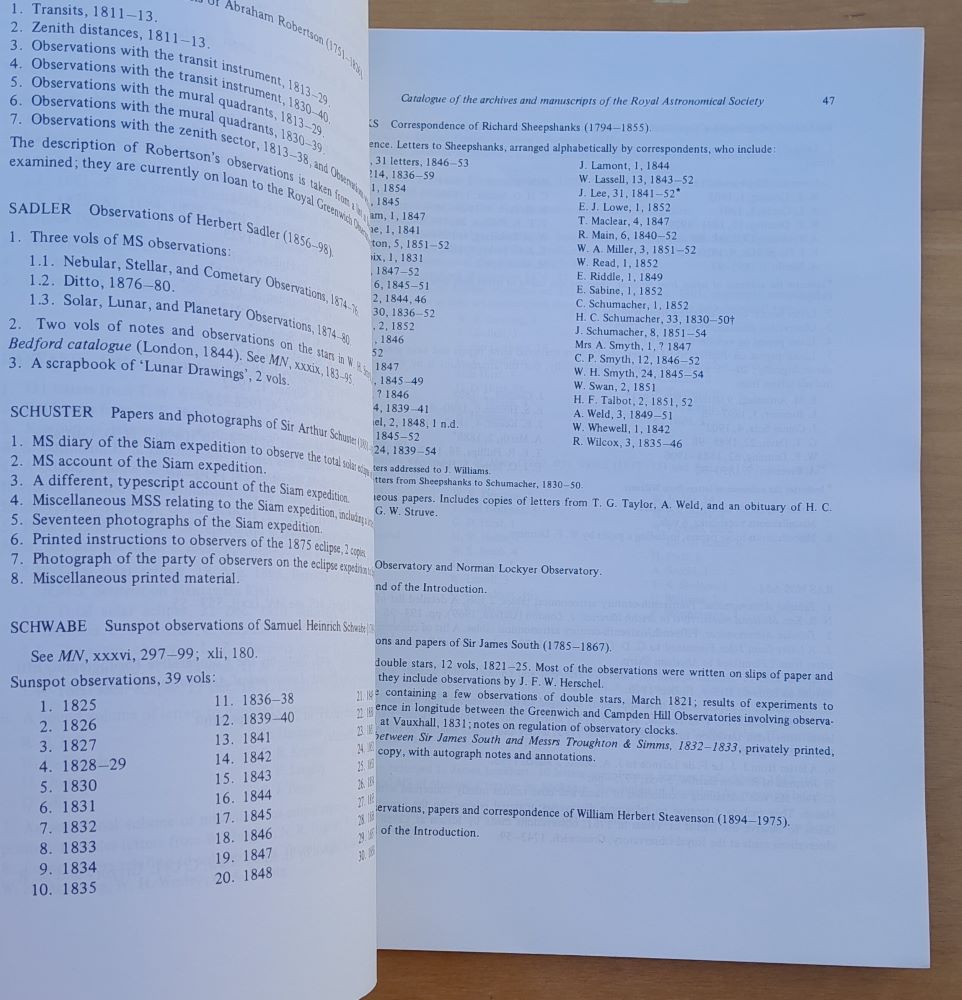 of Abraham Robertson (1751–1826)
1. Transits, 1811–13.
2. Zenith distances, 1811–13.
3. Observations with the transit instrument, 1813–29.
4. Observations with the transit instrument, 1830–40.
5. Observations with the mural quadrants, 1813–29.
6. Observations with the mural quadrants, 1830–39.
7. Observations with the zenith sector, 1813–38, and
The description of Robertson's observations is taken from a
examined; they are currently on loan to the Royal Greenwich
SADLER Observations of Herbert Sadler (1856–98).
1. Three vols of MS observations:
1.1. Nebular, Stellar, and Cometary Observations, 1874–76.
1.2. Ditto, 1876–80.
1.3. Solar, Lunar, and Planetary Observations, 1874–80.
2. Two vols of notes and observations on the stars in W. H.
Bedford catalogue (London, 1844). See MN, xxxix, 183–95.
3. A scrapbook of 'Lunar Drawings', 2 vols.
SCHUSTER Papers and photographs of Sir Arthur Schuster
1. MS diary of the Siam expedition to observe the total solar
2. MS account of the Siam expedition.
3. A different, typescript account of the Siam expedition.
4. Miscellaneous MSS relating to the Siam expedition, including
5. Seventeen photographs of the Siam expedition.
6. Printed instructions to observers of the 1875 eclipse, 2 copies.
7. Photograph of the party of observers on the eclipse
8. Miscellaneous printed material.
SCHWABE Sunspot observations of Samuel Heinrich Schwabe
See MN, xxxvi, 297–99; xli, 180.
Sunspot observations, 39 vols:
1. 1825
2. 1826
3. 1827
4. 1828–29
5. 1830
6. 1831
7. 1832
8. 1833
9. 1834
10. 1835
11. 1836–38
12. 1839–40
13. 1841
14. 1842
15. 1843
16. 1844
17. 1845
18. 1846
19. 1847
20. 1848
21.
22.
23.
24.
25.
26.
27.
28.
29.
30.
Catalogue of the archives and manuscripts of the Royal Astronomical Society 47
KS Correspondence of Richard Sheepshanks (1794–1855).
ence. Letters to Sheepshanks, arranged alphabetically by correspondents, who include:
, 31 letters, 1846–53
14, 1836–59
1, 1854
1845
am, 1, 1847
ne, 1, 1841
ton, 5, 1851–52
ix, 1, 1831
1847–52
6, 1845–51
2, 1844, 46
30, 1836–52
, 2, 1852
, 1846
52
1847
, 1845–49
? 1846
4, 1839–41
el, 2, 1848, 1 n.d.
1845–52
24, 1839–54
J. Lamont, 1, 1844
W. Lassell, 13, 1843–52
J. Lee, 31, 1841–52*
E. J. Lowe, 1, 1852
T. Maclear, 4, 1847
R. Main, 6, 1840–52
W. A. Miller, 3, 1851–52
W. Read, 1, 1852
E. Riddle, 1, 1849
E. Sabine, 1, 1852
C. Schumacher, 1, 1852
H. C. Schumacher, 33, 1830–50†
J. Schumacher, 8, 1851–54
Mrs A. Smyth, 1, ? 1847
C. P. Smyth, 12, 1846–52
W. H. Smyth, 24, 1845–54
W. Swan, 2, 1851
H. F. Talbot, 2, 1851, 52
A. Weld, 3, 1849–51
W. Whewell, 1, 1842
R. Wilcox, 3, 1835–46
ters addressed to J. Williams.
tters from Sheepshanks to Schumacher, 1830–50.
eous papers. Includes copies of letters from T. G. Taylor, A. Weld, and an obituary of H. C.
G. W. Struve.
Observatory and Norman Lockyer Observatory.
nd of the Introduction.
ons and papers of Sir James South (1785–1867).
double stars, 12 vols, 1821–25. Most of the observations were written on slips of paper and
they include observations by J. F. W. Herschel.
containing a few observations of double stars, March 1821; results of experiments to
ence in longitude between the Greenwich and Campden Hill Observatories involving observa-
at Vauxhall, 1831; notes on regulation of observatory clocks.
between Sir James South and Messrs Troughton & Simms, 1832–1833, privately printed,
copy, with autograph notes and annotations.
ervations, papers and correspondence of William Herbert Steavenson (1894–1975).
of the Introduction.